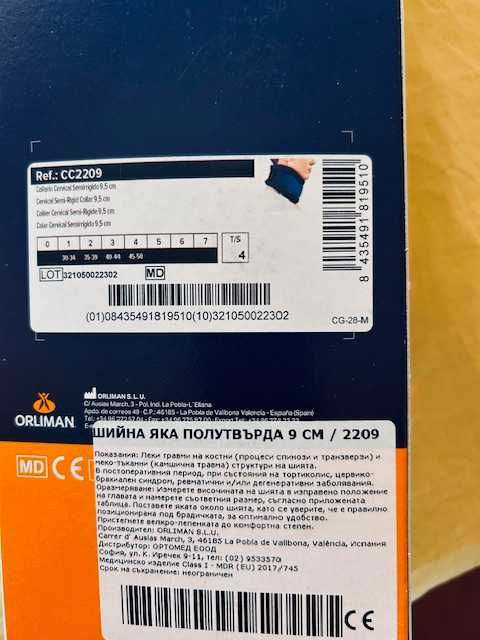 Ref.: CC2209
Collarín Cervical Semirrígido 9,5 cm
Cervical Semi-Rigid Collar 9,5 cm
Collier Cervical Semi-Rigide 9,5 cm
Colar Cervical Semirrígido 9,5 cm
0 1 2 3 4 5 6 7 T/S
30-34 35-39 40-44 45-50 4
LOT 321050022302 MD
(01)08435491819510(10)321050022302
8 435491 819510
CG-28-M
ORLIMAN
ORLIMAN S.L.U.
C/ Ausias March, 3 - Pol. Ind. La Pobla-L'Eliana
Apdo. de correos 49 - C.P.: 46185 - La Pobla de Vallbona Valencia - España (Spain)
MD CE
ШИЙНА ЯКА ПОЛУТВЪРДА 9 СМ / 2209
Показания: Леки травми на костни (процеси спинози и трансверзи) и
меко-тъканни (камшична травма) структури на шията.
В постоперативния период, при състояния на тортиколис, цервико-
бракиален синдром, ревматични и/или дегенеративни заболявания.
Оразмеряване: Измерете височината на шията в изправено положение
на главата и намерете съответния размер, съгласно приложената
таблица. Поставете яката около шията, като се уверите, че е правилно
позиционирана под брадичката, за оптимално удобство.
Пристегнете велкро-лепенката до комфортна степен.
ORLIMAN S.L.U.
Carrer d' Ausias March, 3, 46185 La Pobla de Vallbona, València, Испания
Дистрибутор: ОРТОМЕД ЕООД
София, ул. К. Иречек 9-11, тел: (02) 9533570
Медицинско изделие Class I - MDR (EU) 2017/745
Срок на съхранение: неограничен
CE